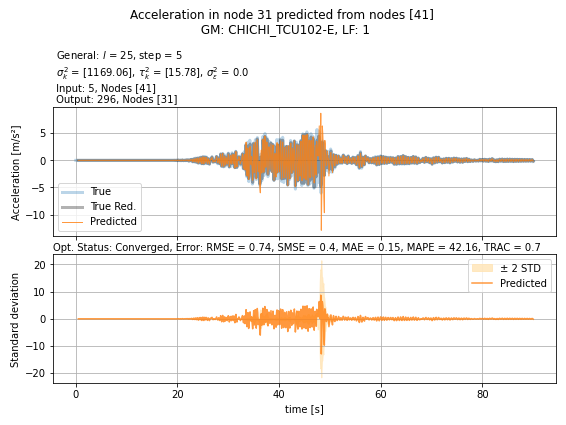 Acceleration in node 31 predicted from nodes [41]
GM: CHICHI_TCU102-E, LF: 1
General: l = 25, step = 5
σ²ₖ = [1169.06], τ²ₖ = [15.78], σ²ₑ = 0.0
Input: 5, Nodes [41]
Output: 296, Nodes [31]
Acceleration [m/s²]
5
0
−5
−10
True
True Red.
Predicted
Opt. Status: Converged, Error: RMSE = 0.74, SMSE = 0.4, MAE = 0.15, MAPE = 42.16, TRAC = 0.7
Standard deviation
20
10
0
−10
−20
± 2 STD
Predicted
0 20 40 60 80
time [s]